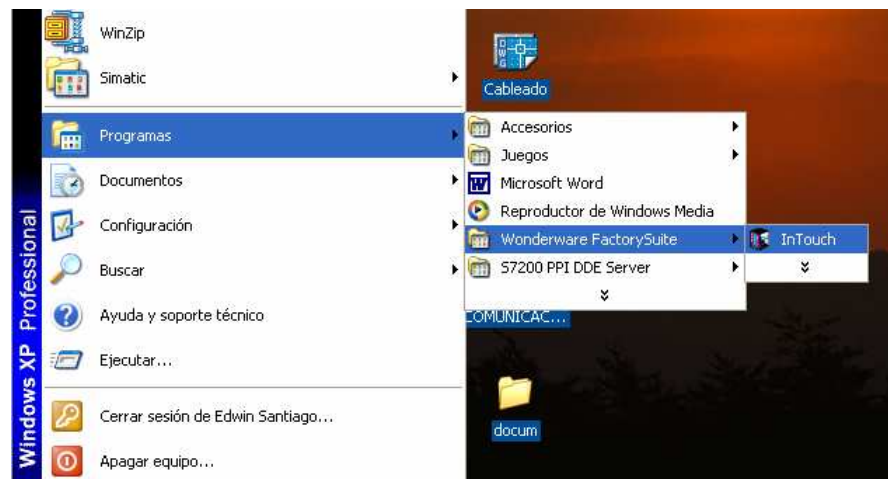 WinZip
Simatic
Programas
Documentos
Configuración
Buscar
Ayuda y soporte técnico
Ejecutar...
Cerrar sesión de Edwin Santiago...
Apagar equipo...
Windows XP Professional
DWG
Cableado
Accesorios
Juegos
Microsoft Word
Reproductor de Windows Media
Wonderware FactorySuite
S7200 PPI DDE Server
InTouch
COMUNICAC...
docum